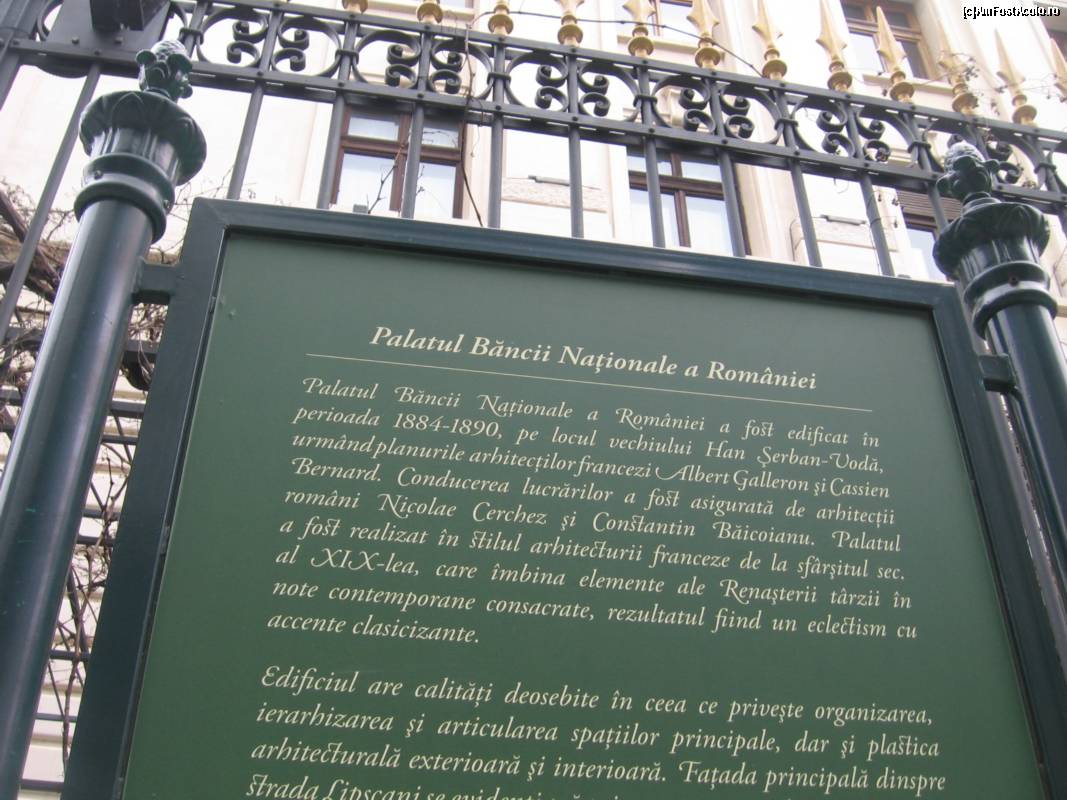 (c)AmFostAcolo.ro
Palatul Băncii Naţionale a României
Palatul Băncii Naţionale a României a fost edificat în
perioada 1884-1890, pe locul vechiului Han Şerban-Vodă,
urmând planurile arhitecţilor francezi Albert Galleron şi Cassien
Bernard. Conducerea lucrărilor a fost asigurată de arhitecţii
români Nicolae Cerchez şi Constantin Băicoianu. Palatul
a fost realizat în stilul arhitecturii franceze de la sfârşitul sec.
al XIX-lea, care îmbina elemente ale Renaşterii târzii în
note contemporane consacrate, rezultatul fiind un eclectism cu
accente clasicizante.
Edificiul are calităţi deosebite în ceea ce priveşte organizarea,
ierarhizarea şi articularea spaţiilor principale, dar şi plastica
arhitecturală exterioară şi interioară. Faţada principală dinspre
strada Lipscani se